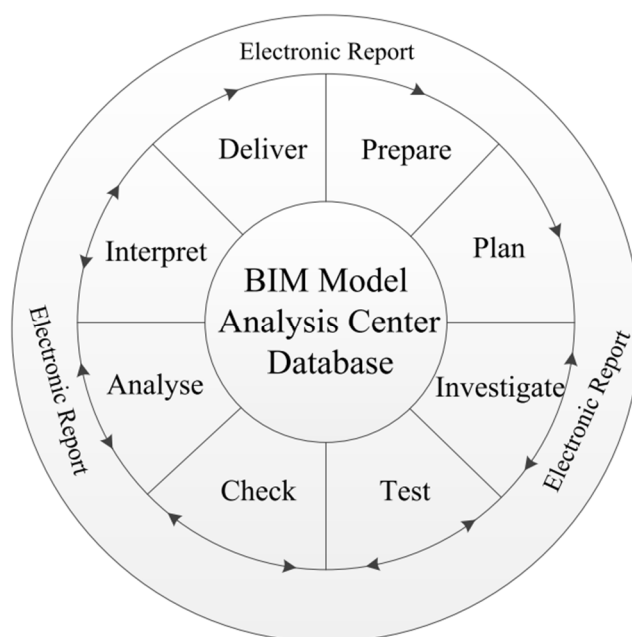 Electronic Report
Deliver
Prepare
Interpret
Plan
BIM Model
Analysis Center
Database
Electronic Report
Electronic Report
Analyse
Investigate
Check
Test